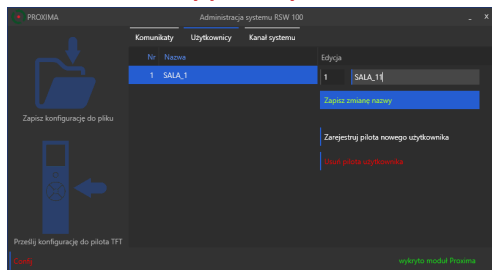 PROXIMA
Administracja systemu RSW 100
_ x
Komunikaty Użytkownicy Kanał systemu
Nr Nazwa
Edycja
1 SALA_1
1 SALA_11
Zapisz zmianę nazwy
Zapisz konfigurację do pliku
Zarejestruj pilota nowego użytkownika
Usuń pilota użytkownika
Prześlij konfigurację do pilota TFT
Cofnij
wykryto moduł Proxima